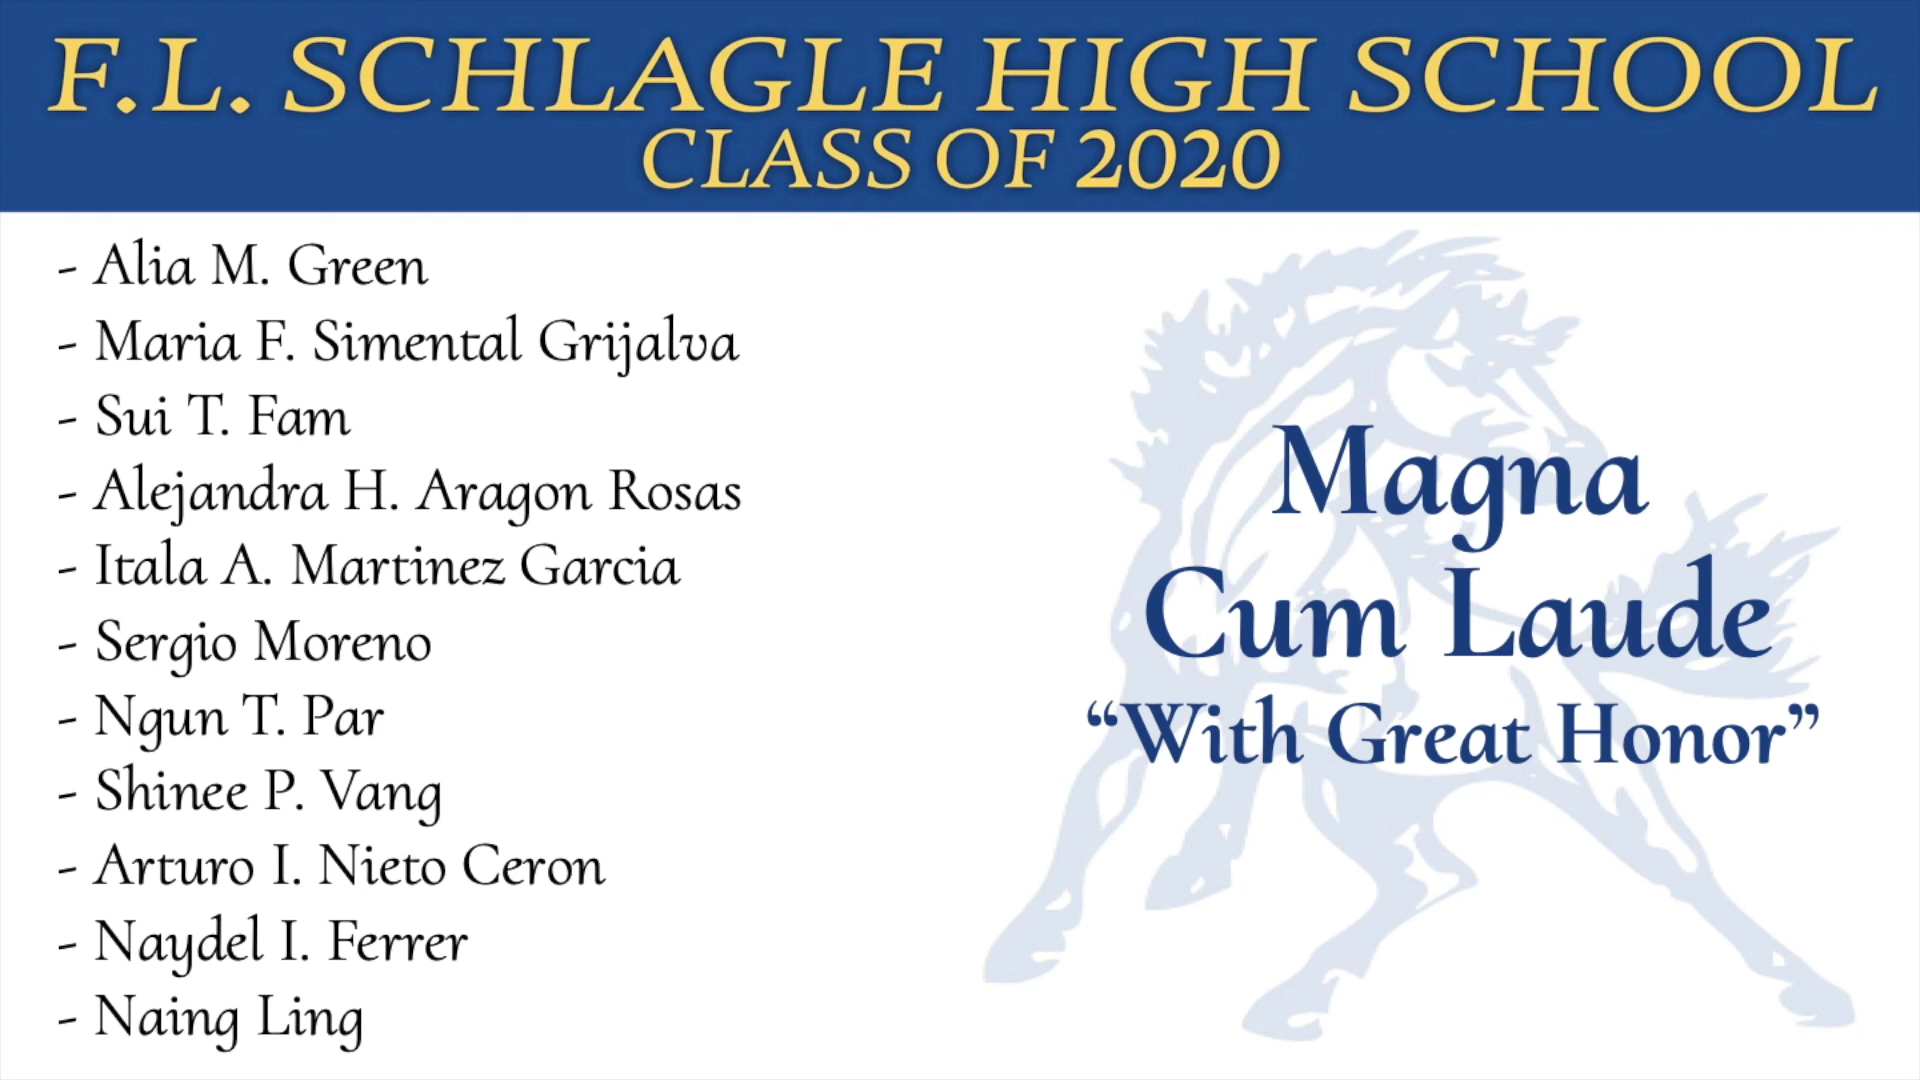 F.L. SCHLAGLE HIGH SCHOOL
CLASS OF 2020
- Alia M. Green
- Maria F. Simental Grijalva
- Sui T. Fam
- Alejandra H. Aragon Rosas
- Itala A. Martinez Garcia
- Sergio Moreno
- Ngun T. Par
- Shinee P. Vang
- Arturo I. Nieto Ceron
- Naydel I. Ferrer
- Naing Ling
Magna
Cum Laude
“With Great Honor”